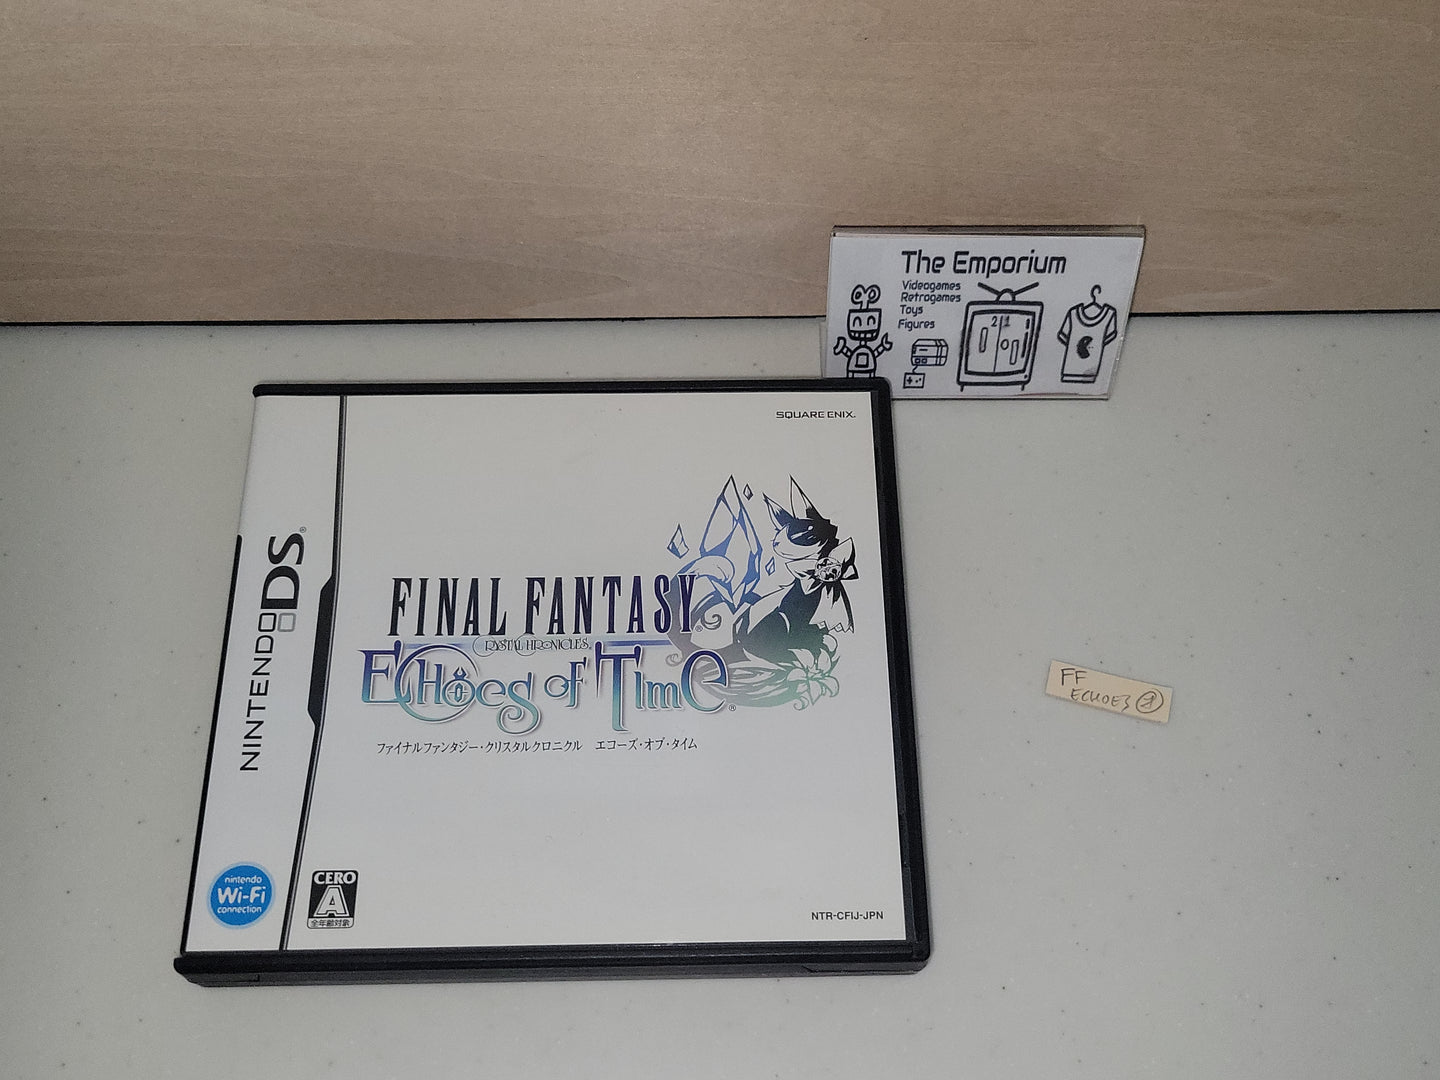 The Emporium
Videogames
Retrogames
Toys
Figures
21
SQUARE ENIX.
NINTENDO DS®
FINAL FANTASY®
CRYSTAL CHRONICLES®
ECHOES OF TIME®
ファイナルファンタジー・クリスタルクロニクル エコーズ・オブ・タイム
nintendo
Wi-Fi
connection
CERO
A
全年齢対象
NTR-CFIJ-JPN
FF
ECHOES